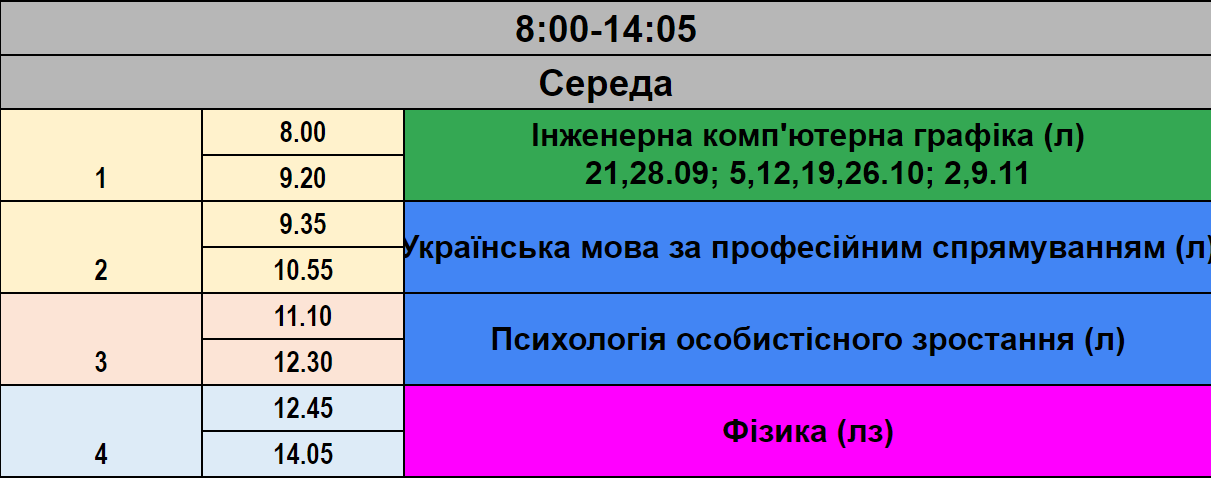 8:00-14:05
Середа
1
8.00
9.20
Інженерна комп'ютерна графіка (л)
21,28.09; 5,12,19,26.10; 2,9.11
2
9.35
10.55
Українська мова за професійним спрямуванням (л)
3
11.10
12.30
Психологія особистісного зростання (л)
4
12.45
14.05
Фізика (лз)